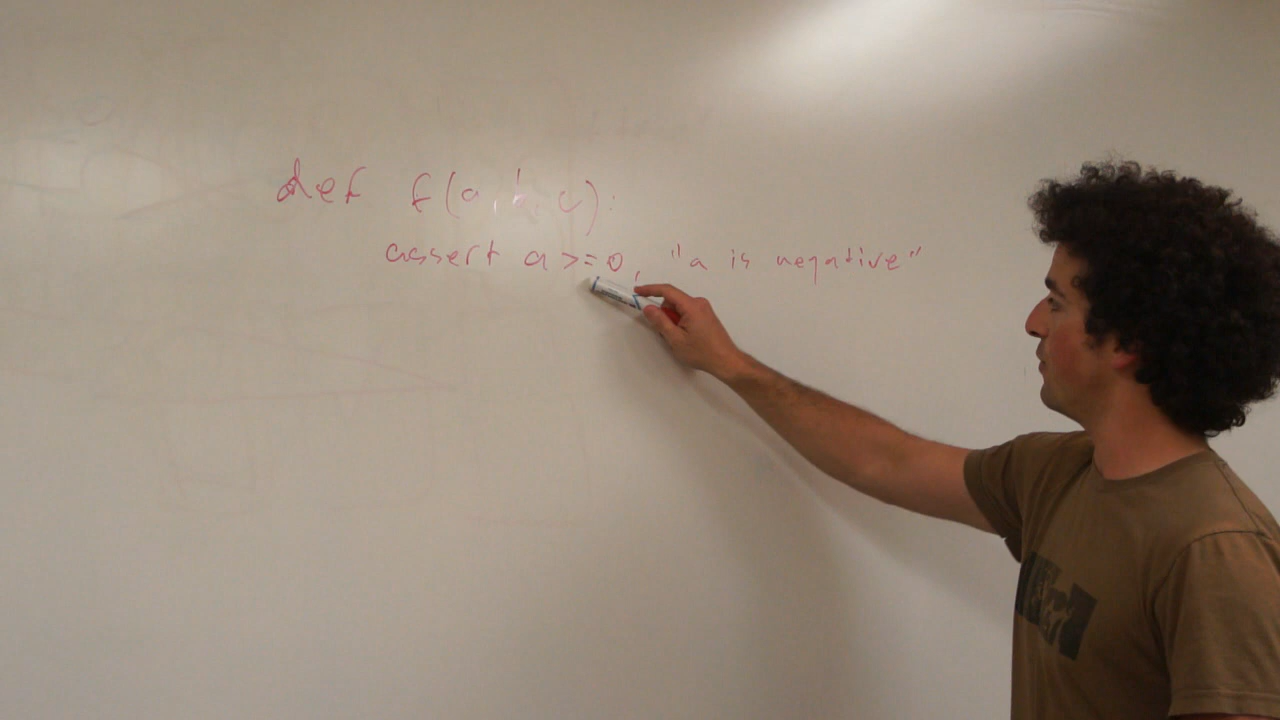 def f(a,b,c):
assert a >= 0, "a is negative"